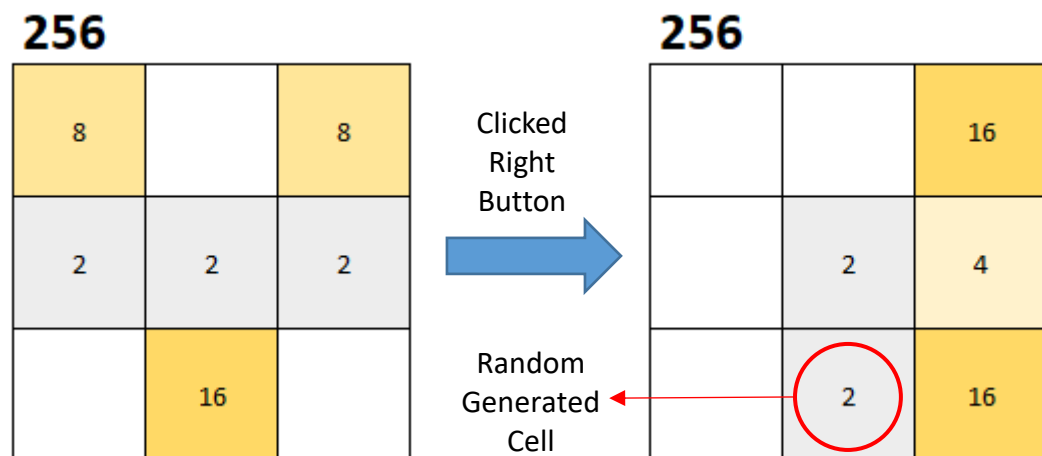 256
8 8
2 2 2
16
Clicked
Right
Button
Random
Generated
Cell
256
16
2 4
2 16